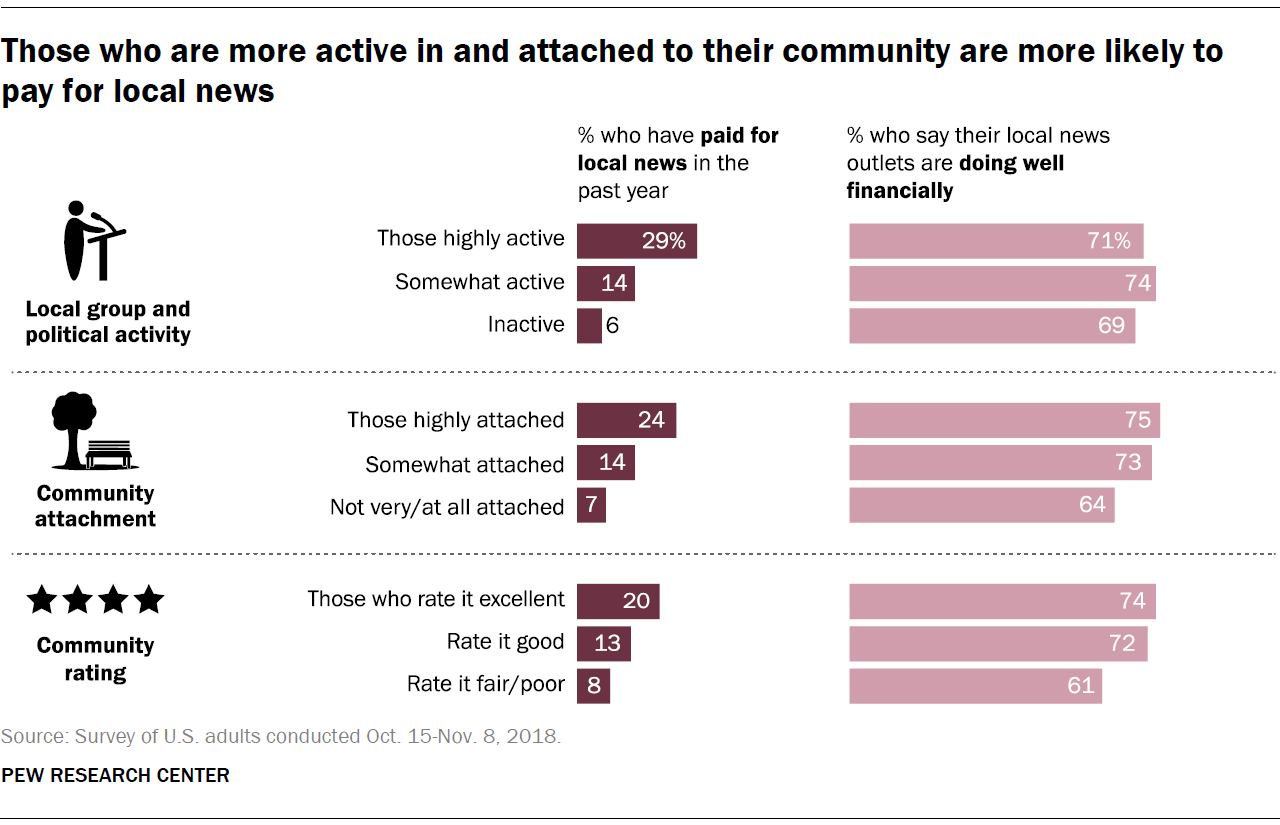 Those who are more active in and attached to their community are more likely to
pay for local news
% who have paid for
local news in the
past year
% who say their local news
outlets are doing well
financially
Local group and
political activity
Those highly active 29% 71%
Somewhat active 14 74
Inactive 6 69
Community
attachment
Those highly attached 24 75
Somewhat attached 14 73
Not very/at all attached 7 64
Community
rating
Those who rate it excellent 20 74
Rate it good 13 72
Rate it fair/poor 8 61
Source: Survey of U.S. adults conducted Oct. 15-Nov. 8, 2018.
PEW RESEARCH CENTER